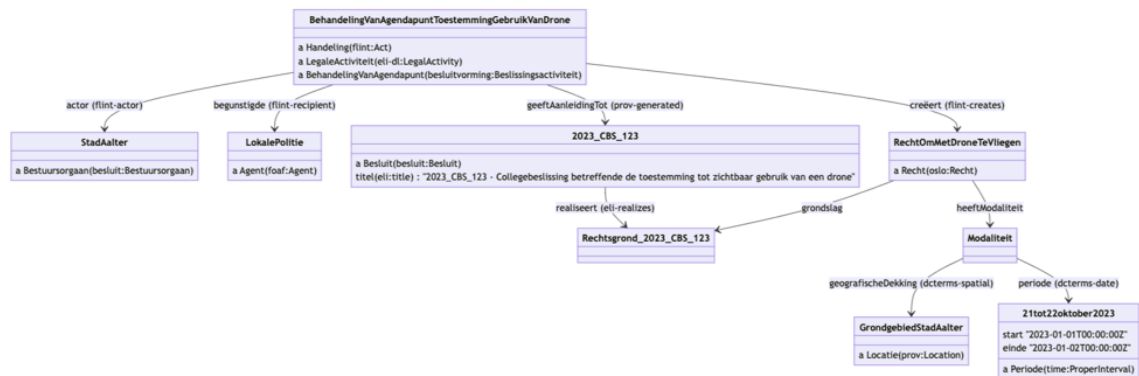 BehandelingVanAgendapuntToestemmingGebruikVanDrone
a Handeling(flint:Act)
a LegaleActiviteit(eli-dl:LegalActivity)
a BehandelingVanAgendapunt(besluitvorming:Beslissingsactiviteit)
actor (flint-actor)
begunstigde (flint-recipient)
geeftAanleidingTot (prov-generated)
creëert (flint-creates)
StadAalter
a Bestuursorgaan(besluit:Bestuursorgaan)
LokalePolitie
a Agent(foaf:Agent)
2023_CBS_123
a Besluit(besluit:Besluit)
titel(eli:title) : "2023_CBS_123 - Collegebeslissing betreffende de toestemming tot zichtbaar gebruik van een drone"
RechtOmMetDroneTeVliegen
a Recht(oslo:Recht)
realiseert (eli-realizes)
grondslag
heeftModaliteit
Rechtsgrond_2023_CBS_123
Modaliteit
geografischeDekking (dcterms-spatial)
periode (dcterms-date)
GrondgebiedStadAalter
a Locatie(prov:Location)
21tot22oktober2023
start "2023-01-01T00:00:00Z"
einde "2023-01-02T00:00:00Z"
a Periode(time:ProperInterval)